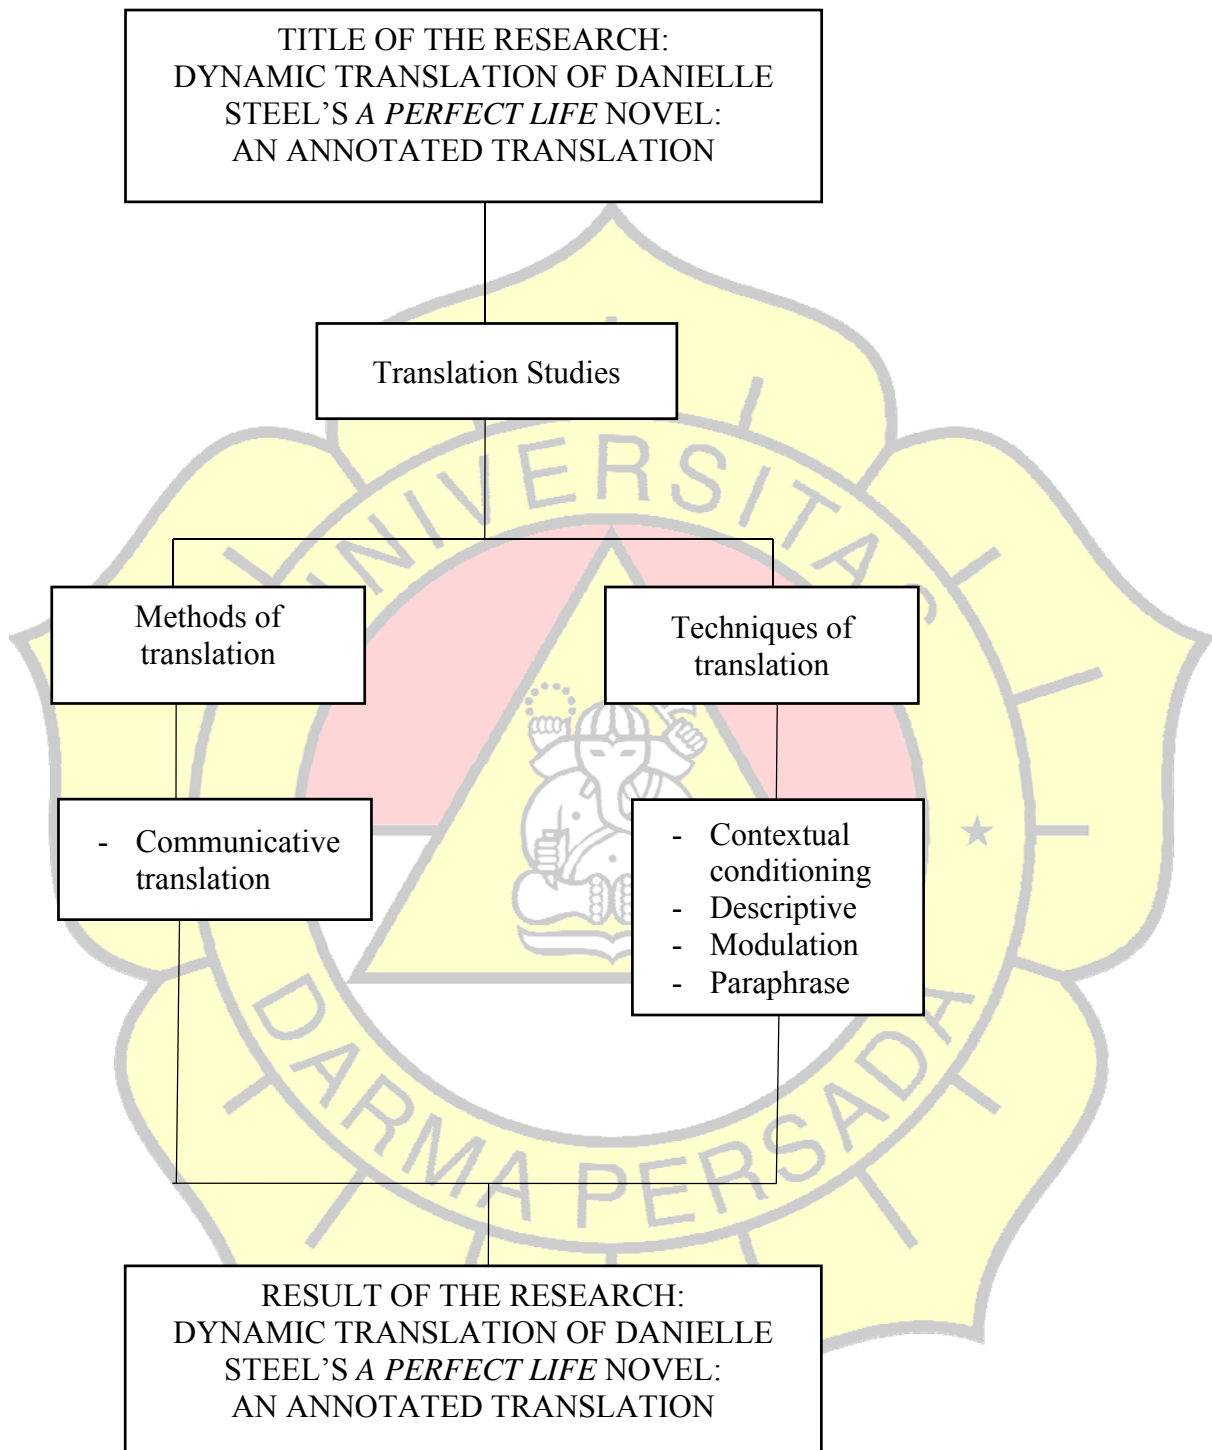 TITLE OF THE RESEARCH:
DYNAMIC TRANSLATION OF DANIELLE
STEEL’S A PERFECT LIFE NOVEL:
AN ANNOTATED TRANSLATION
Translation Studies
UNIVERSITAS
Methods of
translation
Techniques of
translation
- Communicative
translation
- Contextual
conditioning
- Descriptive
- Modulation
- Paraphrase
DARMA PERSADA
RESULT OF THE RESEARCH:
DYNAMIC TRANSLATION OF DANIELLE
STEEL’S A PERFECT LIFE NOVEL:
AN ANNOTATED TRANSLATION